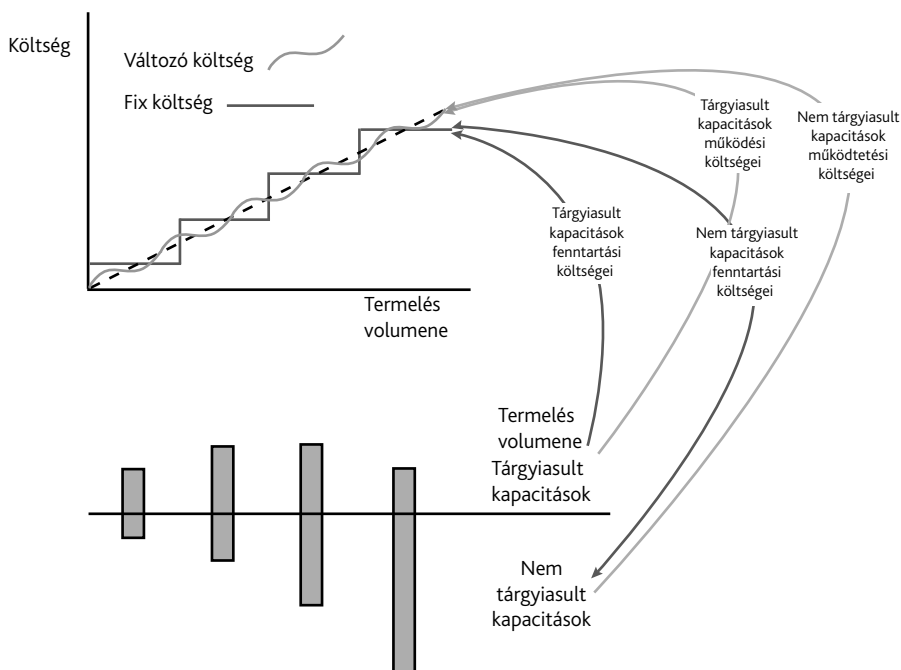 Költség
Változó költség
Fix költség
Termelés
volumene
Tárgyiasult
kapacitások
működési
költségei
Nem tárgyiasult
kapacitások
működtetési
költségei
Tárgyiasult
kapacitások
fenntartási
költségei
Nem tárgyiasult
kapacitások
fenntartási
költségei
Termelés
volumene
Tárgyiasult
kapacitások
Nem
tárgyiasult
kapacitások